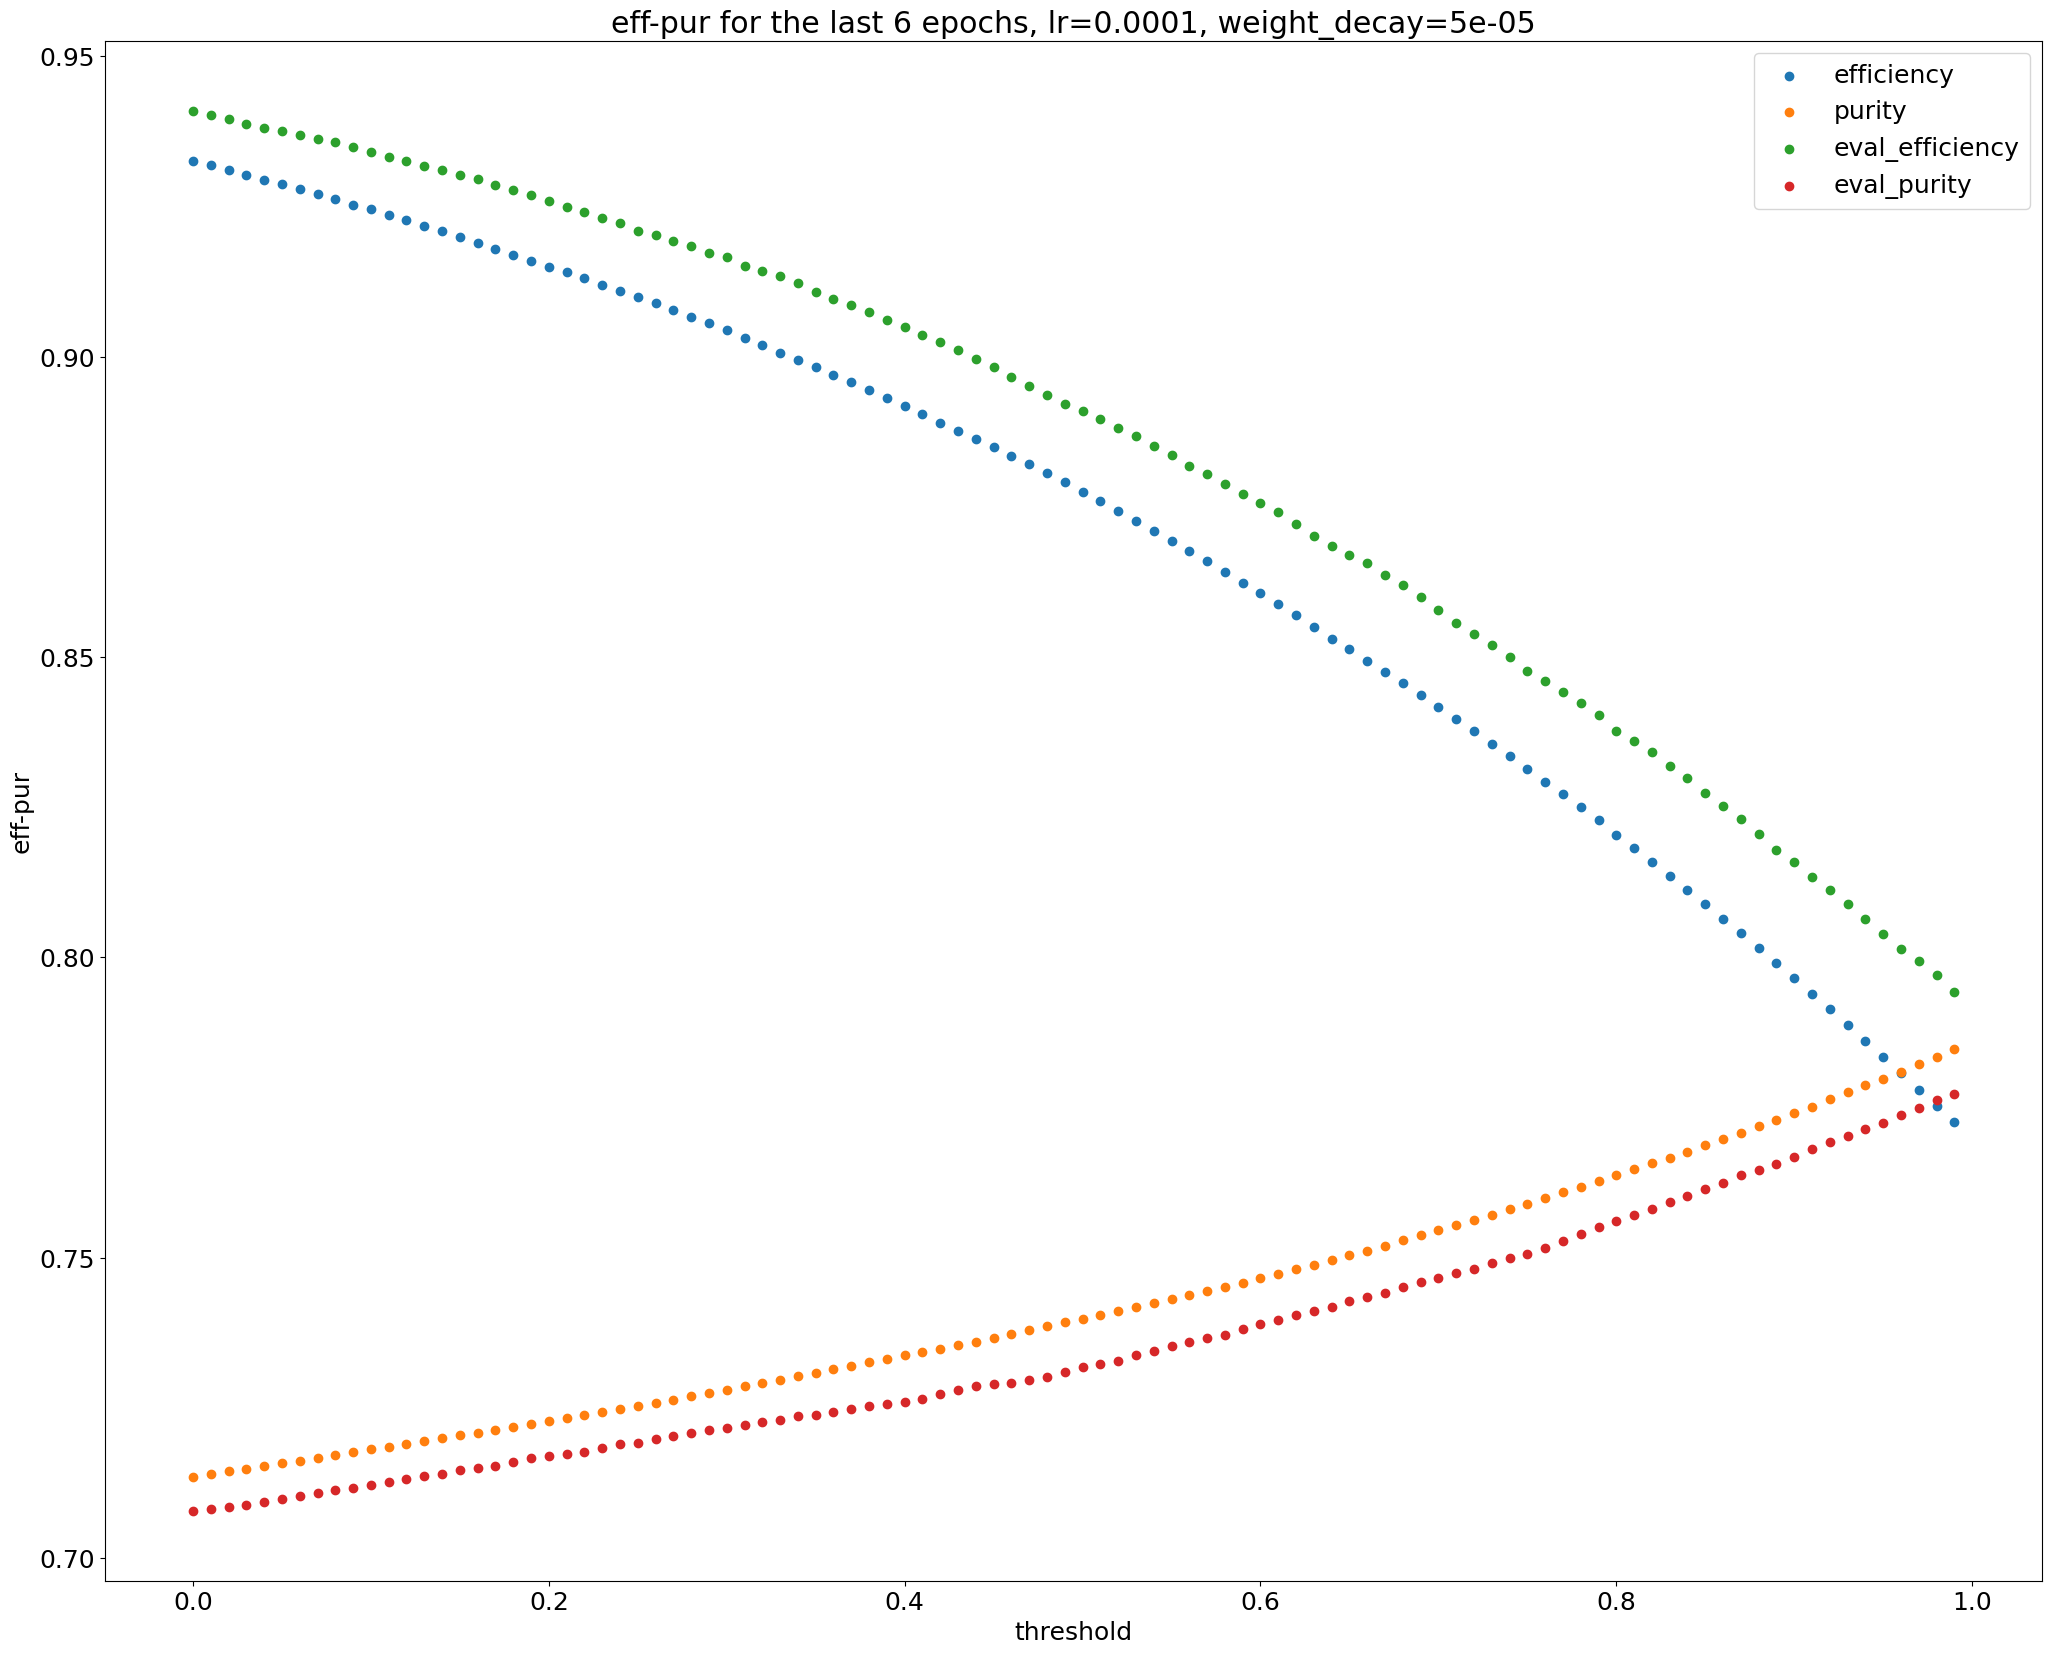 eff-pur for the last 6 epochs, lr=0.0001, weight_decay=5e-05
efficiency
purity
eval_efficiency
eval_purity
0.95
0.90
0.85
0.80
0.75
0.70
eff-pur
0.0
0.2
0.4
0.6
0.8
1.0
threshold